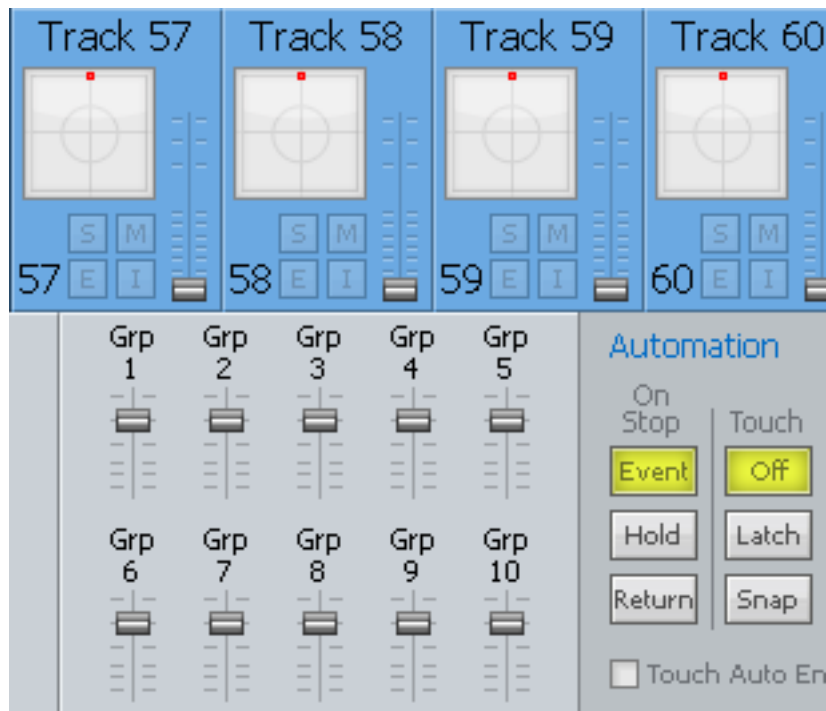 Track 57 Track 58 Track 59 Track 60
S M S M S M S M
57 E I 58 E I 59 E I 60 E I
Grp Grp Grp Grp Grp
1 2 3 4 5
Automation
On
Stop Touch
Event Off
Hold Latch
Return Snap
Grp Grp Grp Grp Grp
6 7 8 9 10
Touch Auto En